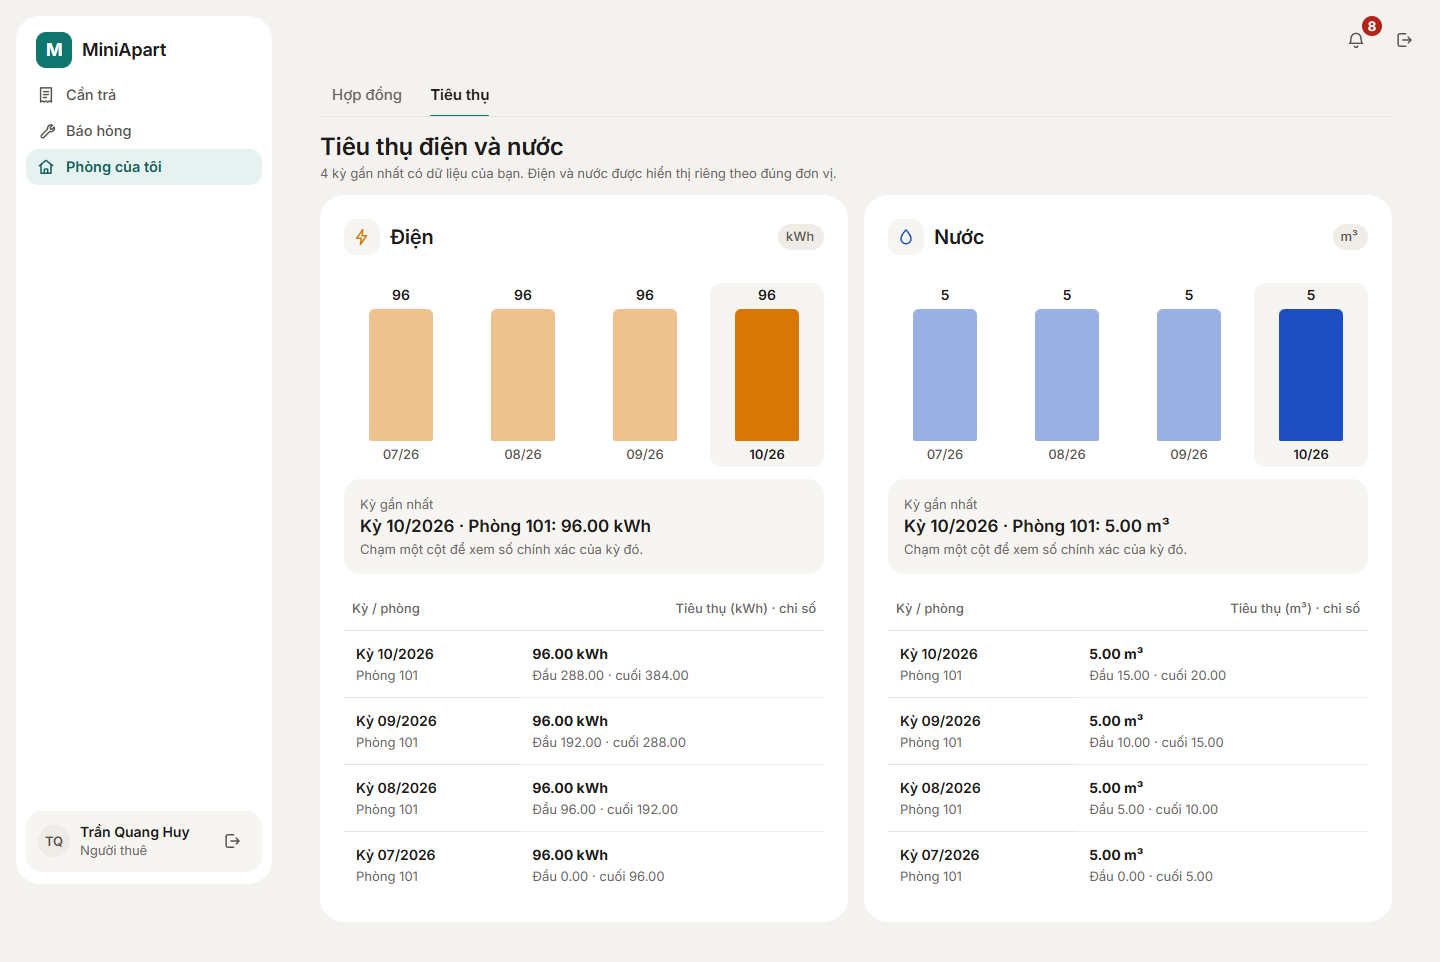 M MiniApart
8
Cần trả
Báo hỏng
Phòng của tôi
Hợp đồng Tiêu thụ
Tiêu thụ điện và nước
4 kỳ gần nhất có dữ liệu của bạn. Điện và nước được hiển thị riêng theo đúng đơn vị.
Điện kWh
96 96 96 96
07/26 08/26 09/26 10/26
Kỳ gần nhất
Kỳ 10/2026 · Phòng 101: 96.00 kWh
Chạm một cột để xem số chính xác của kỳ đó.
Kỳ / phòng Tiêu thụ (kWh) · chỉ số
Kỳ 10/2026 96.00 kWh
Phòng 101 Đầu 288.00 · cuối 384.00
Kỳ 09/2026 96.00 kWh
Phòng 101 Đầu 192.00 · cuối 288.00
Kỳ 08/2026 96.00 kWh
Phòng 101 Đầu 96.00 · cuối 192.00
Kỳ 07/2026 96.00 kWh
Phòng 101 Đầu 0.00 · cuối 96.00
Nước m³
5 5 5 5
07/26 08/26 09/26 10/26
Kỳ gần nhất
Kỳ 10/2026 · Phòng 101: 5.00 m³
Chạm một cột để xem số chính xác của kỳ đó.
Kỳ / phòng Tiêu thụ (m³) · chỉ số
Kỳ 10/2026 5.00 m³
Phòng 101 Đầu 15.00 · cuối 20.00
Kỳ 09/2026 5.00 m³
Phòng 101 Đầu 10.00 · cuối 15.00
Kỳ 08/2026 5.00 m³
Phòng 101 Đầu 5.00 · cuối 10.00
Kỳ 07/2026 5.00 m³
Phòng 101 Đầu 0.00 · cuối 5.00
TQ Trần Quang Huy
Người thuê